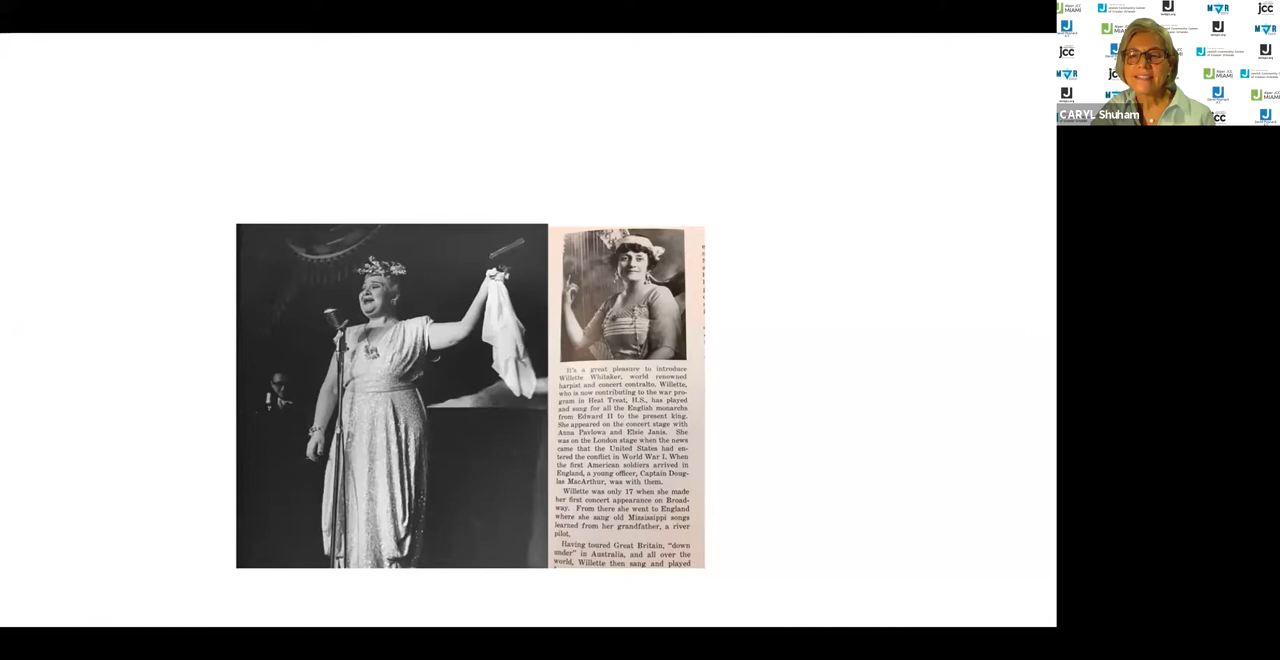 It's a great pleasure to introduce
Willette Whitaker, world renowned
harpist and concert contralto. Willette,
who is now contributing to the war pro-
gram in Heat Treat, H.S., has played
and sung for all the English monarchs
from Edward II to the present king.
She appeared on the concert stage with
Anna Pavlowa and Elsie Janis. She
was on the London stage when the news
came that the United States had en-
tered the conflict in World War I. When
the first American soldiers arrived in
England, a young officer, Captain Doug-
las MacArthur, was with them.
Willette was only 17 when she made
her first concert appearance on Broad-
way. From there she went to England
where she sang old Mississippi songs
learned from her grandfather, a river
pilot.
Having toured Great Britain, "down
under" in Australia, and all over the
world, Willette then sang and played
CARYL Shuham
Alper JCC
MIAMI
jcc